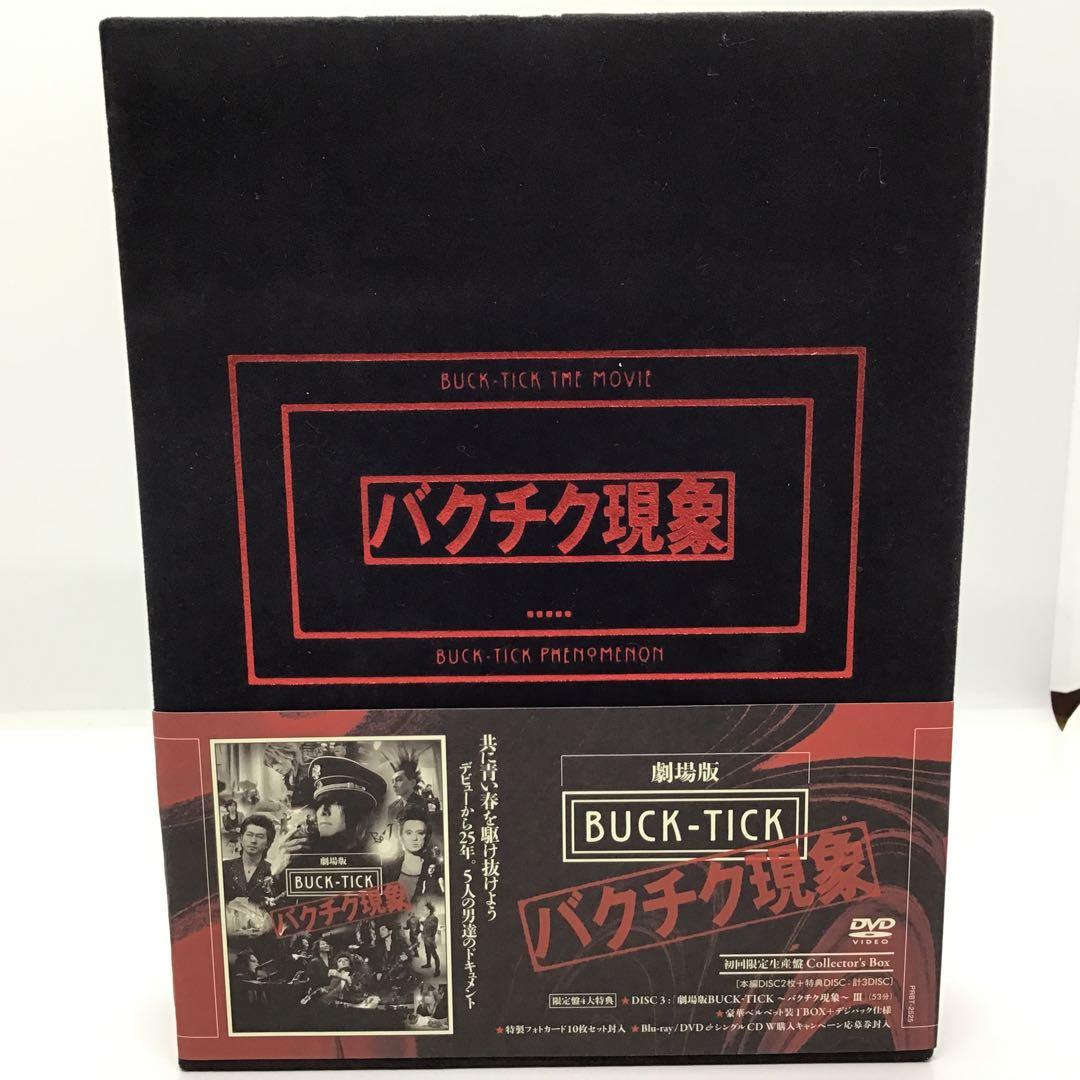 BUCK-TICK THE MOVIE
バクチク現象
BUCK-TICK PHENOMENON
劇場版
BUCK-TICK
バクチク現象
共に青い春を駆け抜けよう
デビューから25年。5人の男達のドキュメント
劇場版
BUCK-TICK
バクチク現象
DVD
VIDEO
初回限定生産盤 Collector's Box
[本編DISC2枚+特典DISC:計3DISC]
限定盤4大特典 ★DISC 3:「劇場版BUCK-TICK ~バクチク現象~ III」(53分)
★豪華ベルベット装丁BOX+デジパック仕様
★特製フォトカード10枚セット封入 ★Blu-ray/DVD&シングルCD W購入キャンペーン応募券封入
PRBT-2525